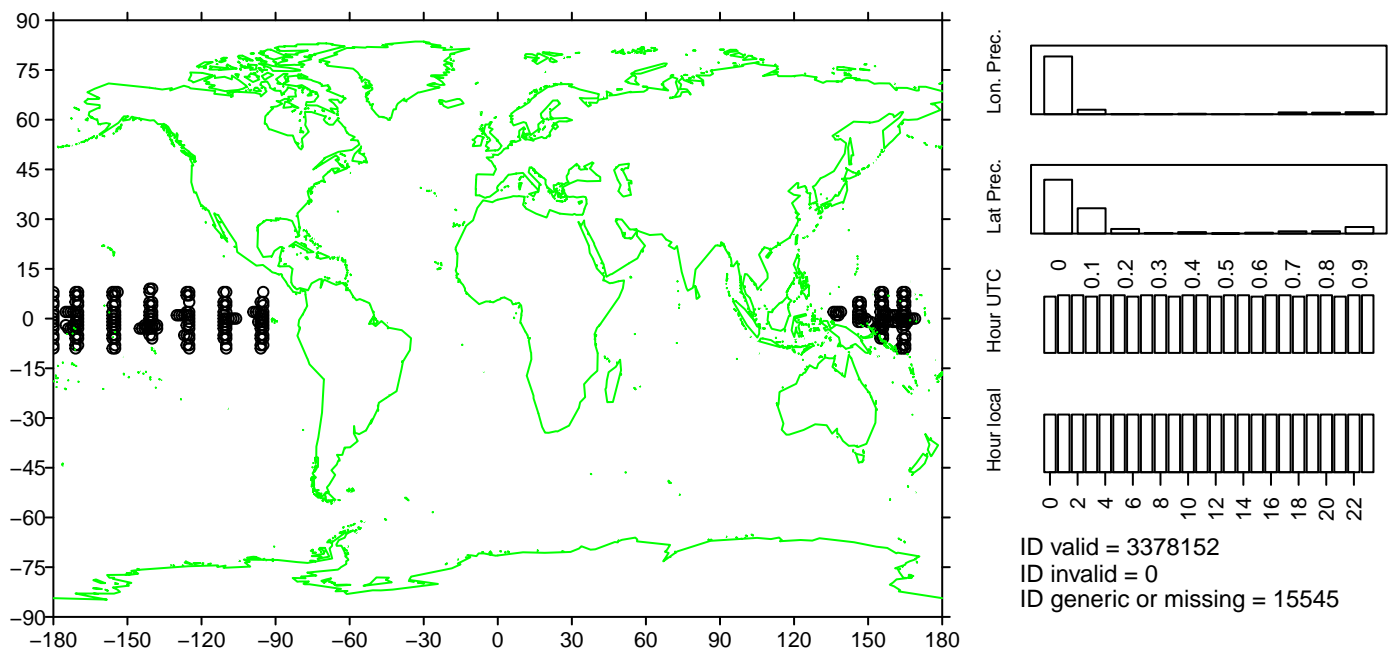 90
75
60
45
30
15
0
−15
−30
−45
−60
−75
−90
−180 −150 −120 −90 −60 −30 0 30 60 90 120 150 180
Lon. Prec.
Lat Prec.
0 0.1 0.2 0.3 0.4 0.5 0.6 0.7 0.8 0.9
Hour UTC
Hour local
0 2 4 6 8 10 12 14 16 18 20 22
ID valid = 3378152
ID invalid = 0
ID generic or missing = 15545